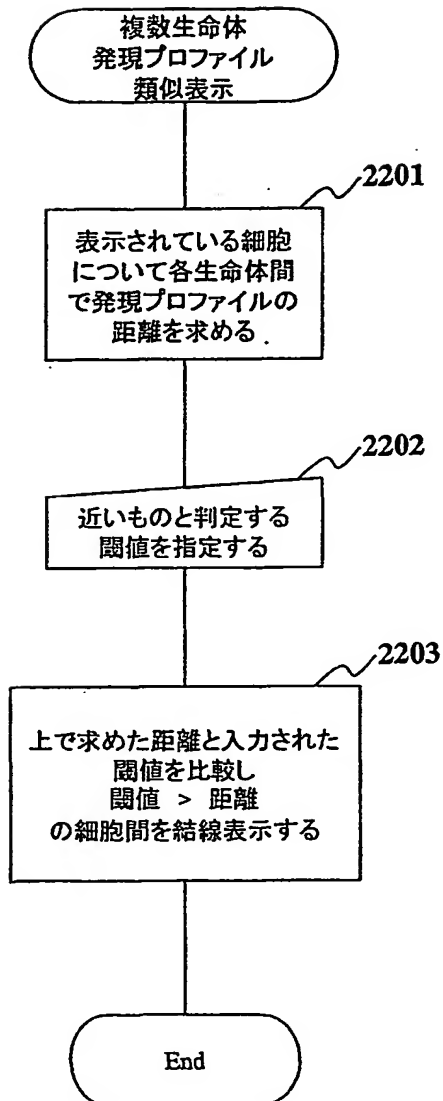 複数生命体
発現プロファイル
類似表示
2201
表示されている細胞
について各生命体間
で発現プロファイルの
距離を求める
2202
近いものと判定する
閾値を指定する
2203
上で求めた距離と入力された
閾値を比較し
閾値 > 距離
の細胞間を結線表示する
End